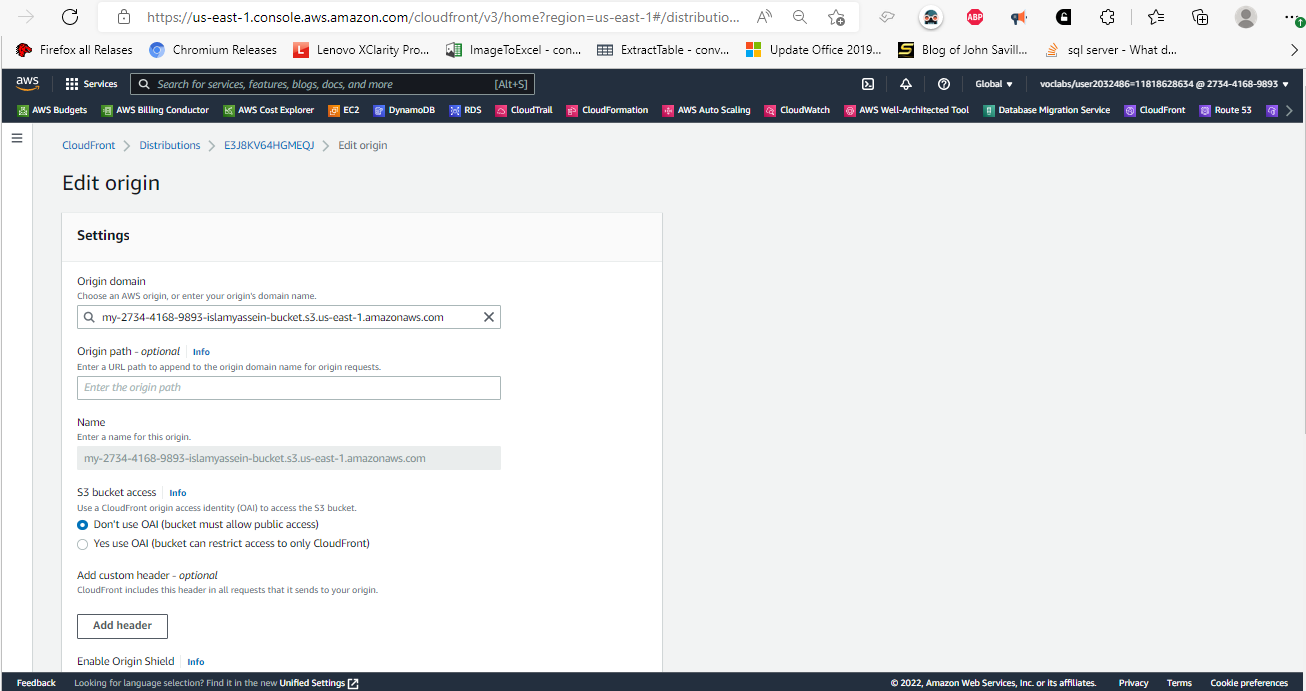 https://us-east-1.console.aws.amazon.com/cloudfront/v3/home?region=us-east-1#/distributio...
Firefox all Relases Chromium Releases Lenovo XClarity Pro... ImageToExcel - con... ExtractTable - conv... Update Office 2019... Blog of John Savill... sql server - What d...
aws Services Search for services, features, blogs, docs, and more [Alt+S] Global ▼ voclabs/user2032486=11818628634 @ 2734-4168-9893 ▼
AWS Budgets AWS Billing Conductor AWS Cost Explorer EC2 DynamoDB RDS CloudTrail CloudFormation AWS Auto Scaling CloudWatch AWS Well-Architected Tool Database Migration Service CloudFront Route 53
CloudFront > Distributions > E3J8KV64HGMEQJ > Edit origin
Edit origin
Settings
Origin domain
Choose an AWS origin, or enter your origin's domain name.
my-2734-4168-9893-islamyassein-bucket.s3.us-east-1.amazonaws.com
Origin path - optional Info
Enter a URL path to append to the origin domain name for origin requests.
Enter the origin path
Name
Enter a name for this origin.
my-2734-4168-9893-islamyassein-bucket.s3.us-east-1.amazonaws.com
S3 bucket access Info
Use a CloudFront origin access identity (OAI) to access the S3 bucket.
Don't use OAI (bucket must allow public access)
Yes use OAI (bucket can restrict access to only CloudFront)
Add custom header - optional
CloudFront includes this header in all requests that it sends to your origin.
Add header
Enable Origin Shield Info
Feedback Looking for language selection? Find it in the new Unified Settings © 2022, Amazon Web Services, Inc. or its affiliates. Privacy Terms Cookie preferences